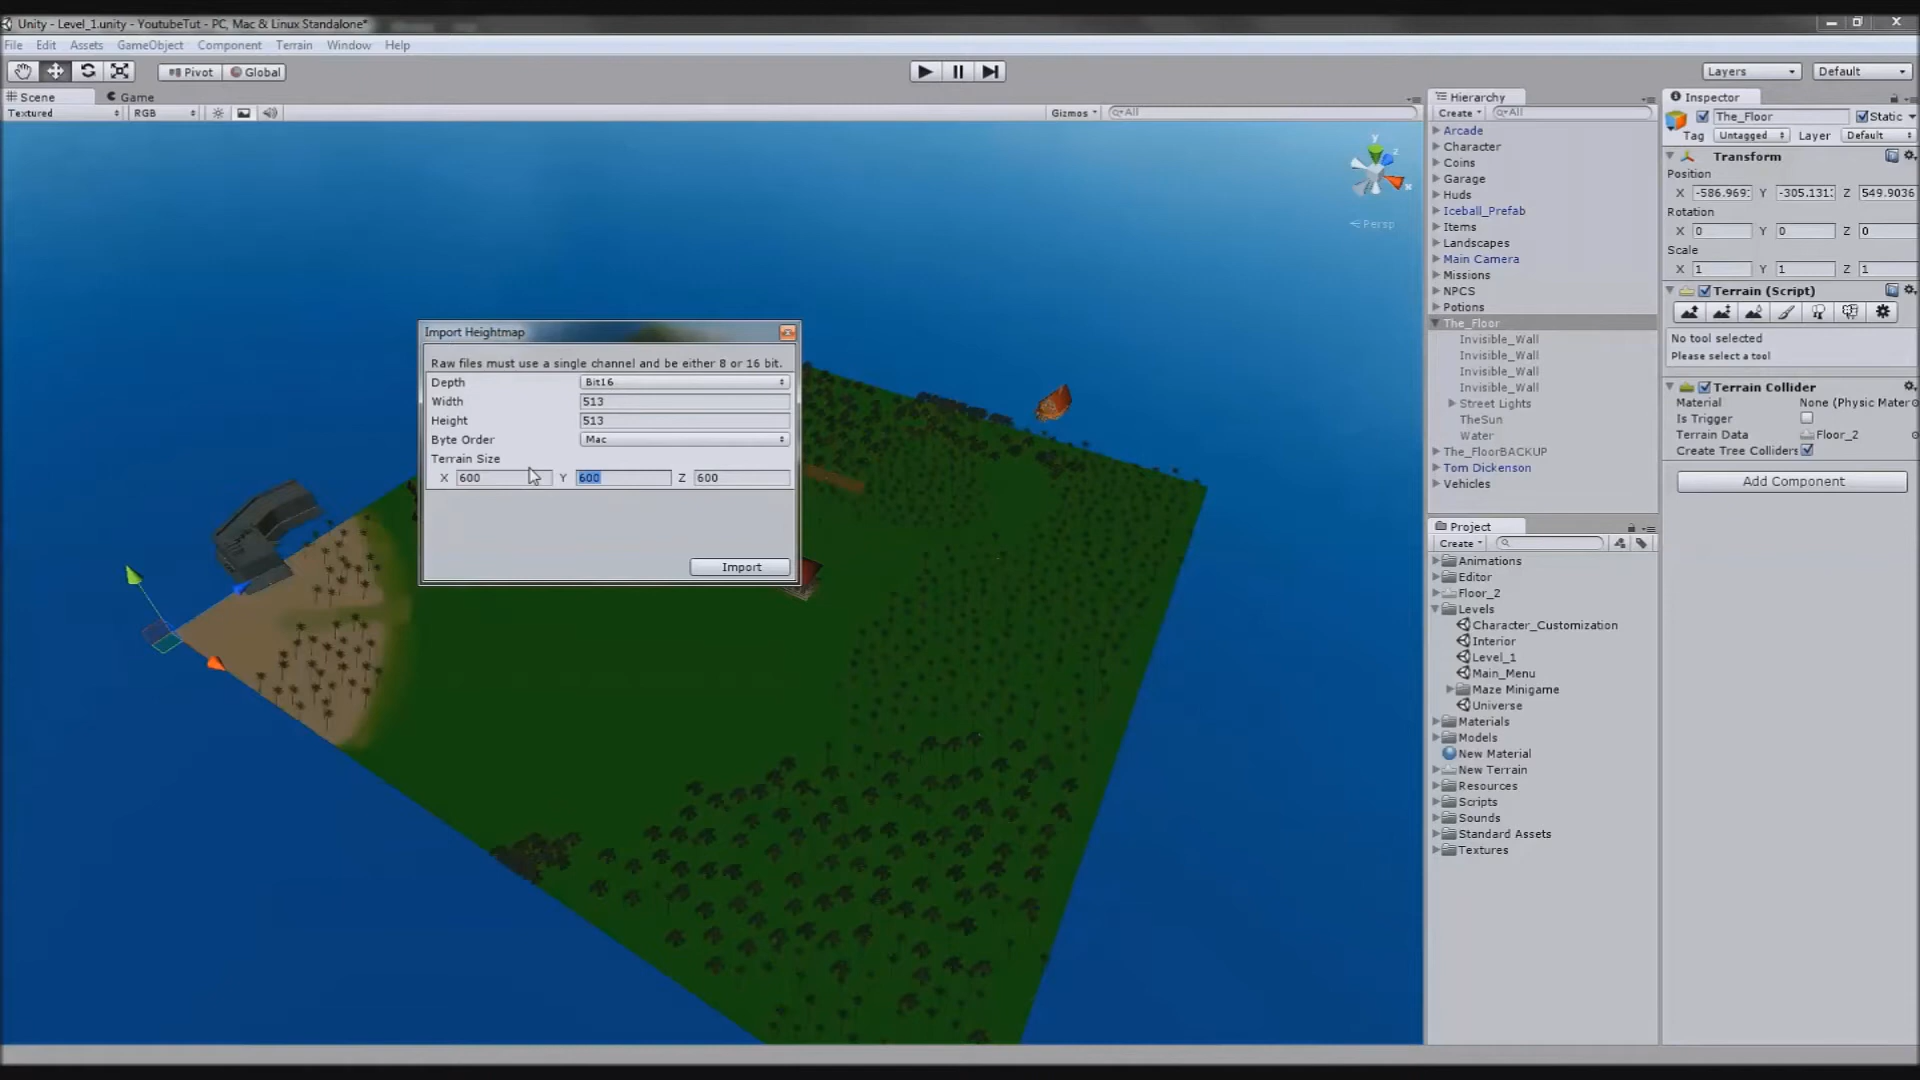 Unity - Level_1.unity - YoutubeTut - PC, Mac & Linux Standalone*
File Edit Assets GameObject Component Terrain Window Help
Pivot Global
Layers Default
Scene Game
Textured RGB Gizmos All
Persp
y z x
Import Heightmap
Raw files must use a single channel and be either 8 or 16 bit.
Depth Bit16
Width 513
Height 513
Byte Order Mac
Terrain Size
X 600 Y 600 Z 600
Import
Hierarchy
Create All
Arcade
Character
Coins
Garage
Huds
Iceball_Prefab
Items
Landscapes
Main Camera
Missions
NPCS
Potions
The_Floor
Invisible_Wall
Invisible_Wall
Invisible_Wall
Invisible_Wall
Street Lights
TheSun
Water
The_FloorBACKUP
Tom Dickenson
Vehicles
Project
Create
Animations
Editor
Floor_2
Levels
Character_Customization
Interior
Level_1
Main_Menu
Maze Minigame
Universe
Materials
Models
New Material
New Terrain
Resources
Scripts
Sounds
Standard Assets
Textures
Inspector
The_Floor Static
Tag Untagged Layer Default
Transform
Position
X -586.969 Y -305.131 Z 549.9036
Rotation
X 0 Y 0 Z 0
Scale
X 1 Y 1 Z 1
Terrain (Script)
No tool selected
Please select a tool
Terrain Collider
Material None (Physic Mater
Is Trigger
Terrain Data Floor_2
Create Tree Colliders
Add Component